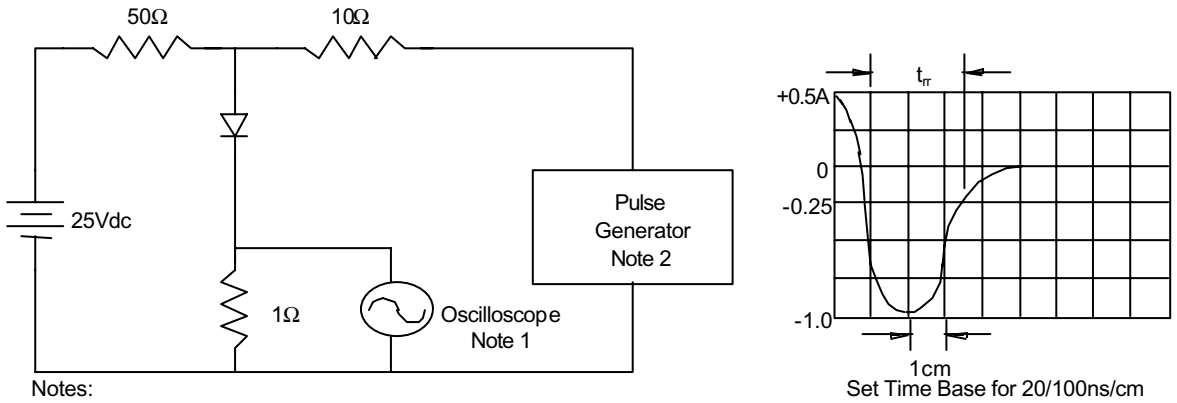 50Ω
10Ω
25Vdc
1Ω
Oscilloscope
Note 1
Pulse
Generator
Note 2
Notes:
trr
+0.5A
0
-0.25
-1.0
1cm
Set Time Base for 20/100ns/cm